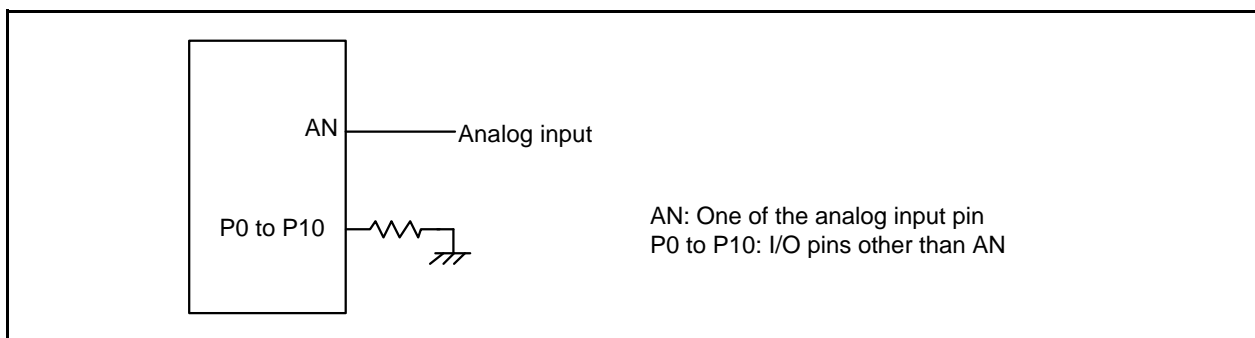 AN
Analog input
P0 to P10
AN: One of the analog input pin
P0 to P10: I/O pins other than AN